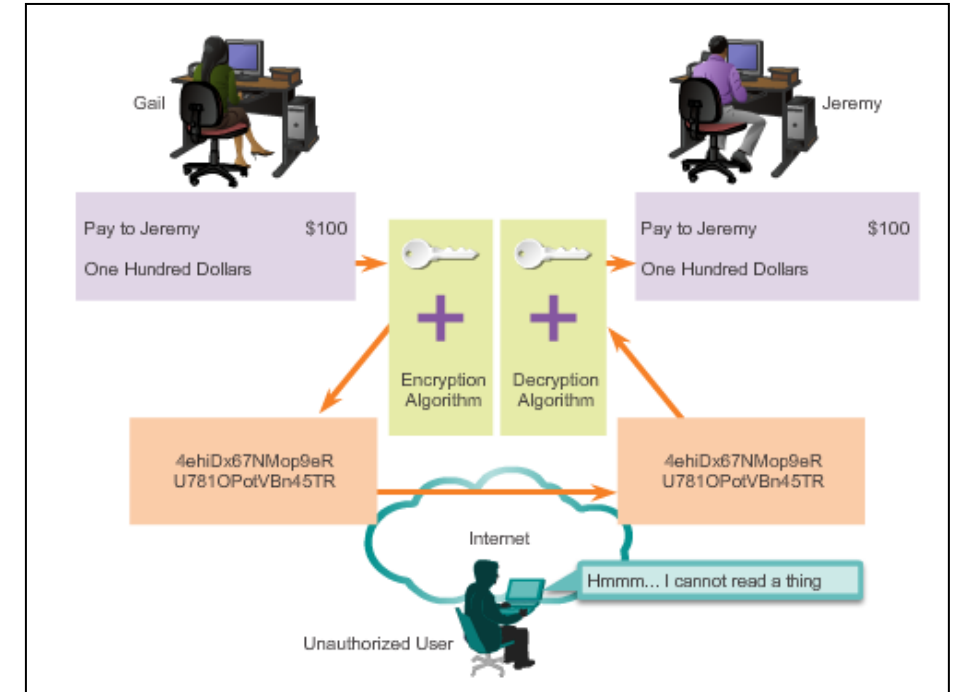 Gail
Jeremy
Pay to Jeremy $100
One Hundred Dollars
Pay to Jeremy $100
One Hundred Dollars
Encryption
Algorithm
Decryption
Algorithm
4ehiDx67NMop9eR
U781OPotVBn45TR
4ehiDx67NMop9eR
U781OPotVBn45TR
Internet
Hmmm... I cannot read a thing
Unauthorized User